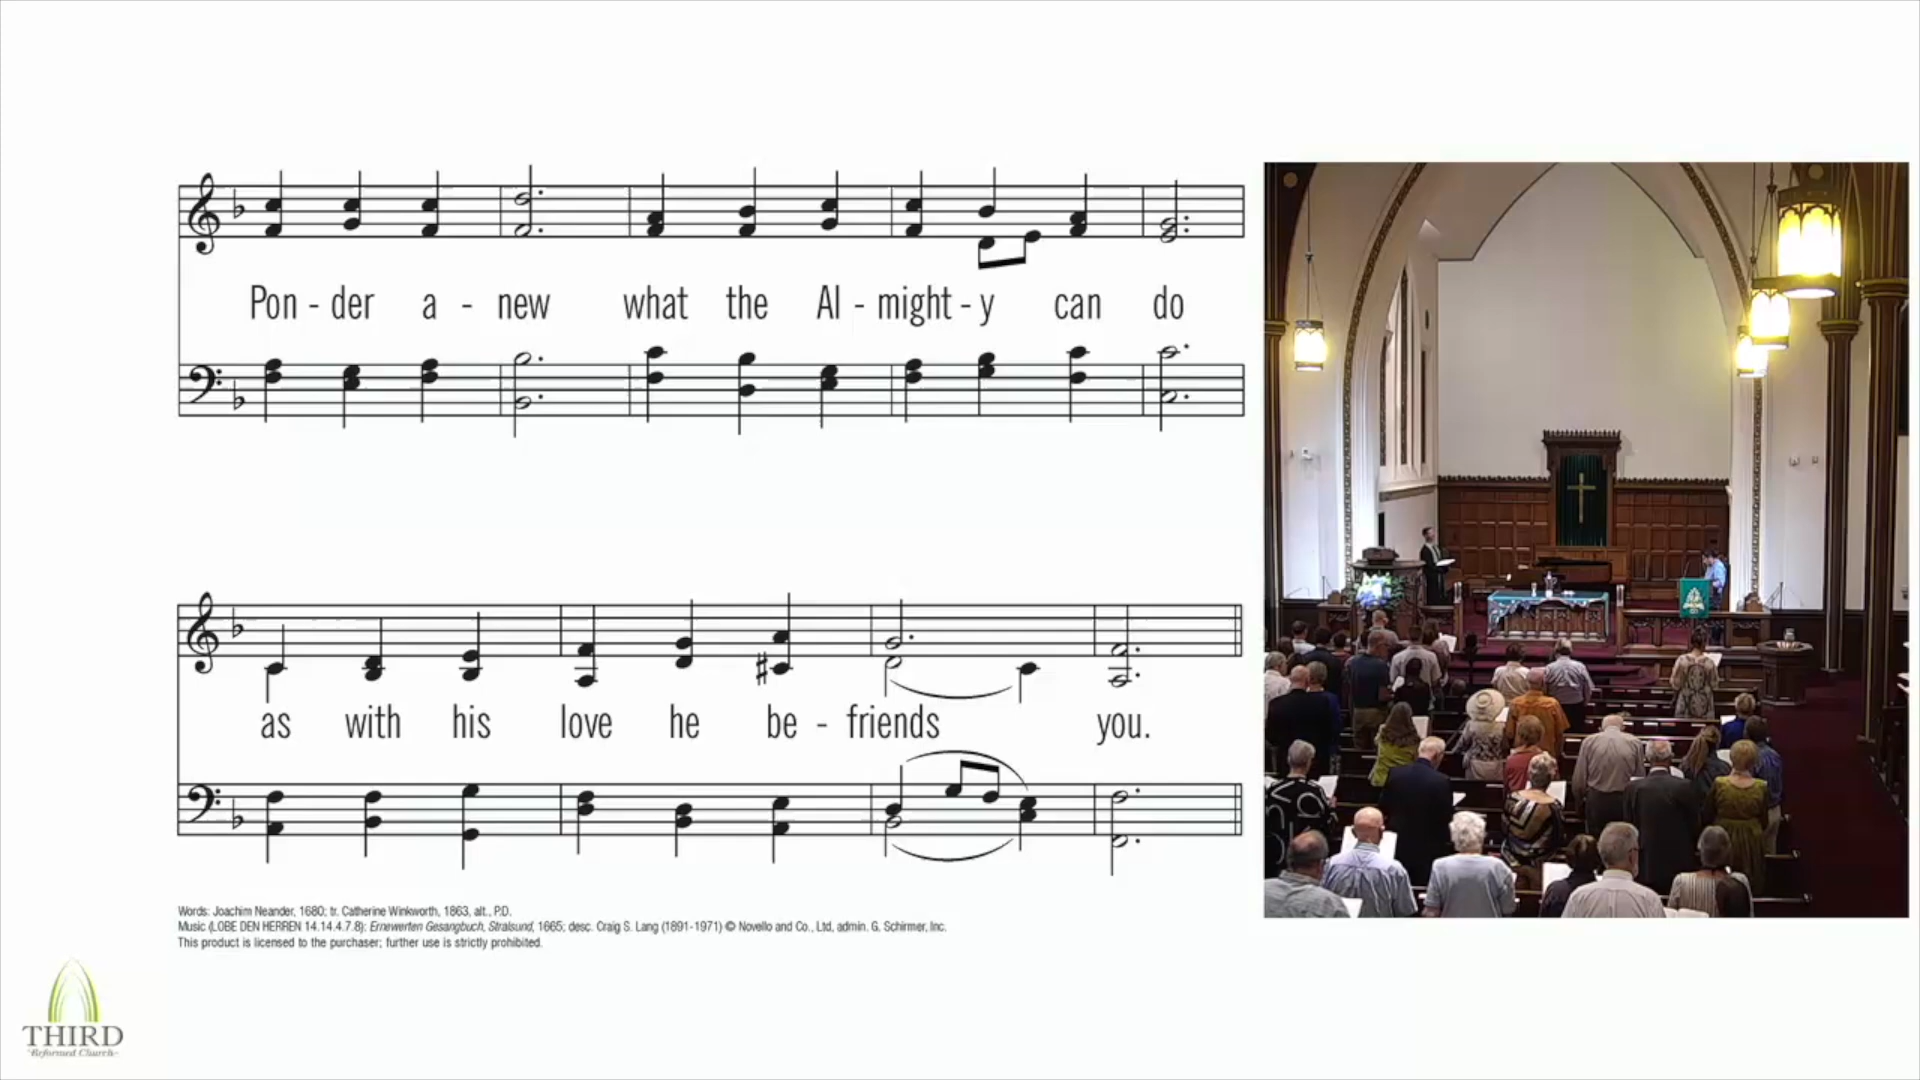 Pon - der a - new what the Al - might - y can do
as with his love he be - friends you.
Words: Joachim Neander, 1680; tr. Catherine Winkworth, 1863, alt., P.D.
Music (LOBE DEN HERREN 14.14.4.7.8): Ernewerten Gesangbuch, Stralsund, 1665; desc. Craig S. Lang (1891-1971) © Novello and Co., Ltd, admin. G. Schirmer, Inc.
This product is licensed to the purchaser; further use is strictly prohibited.
THIRD
Reformed Church